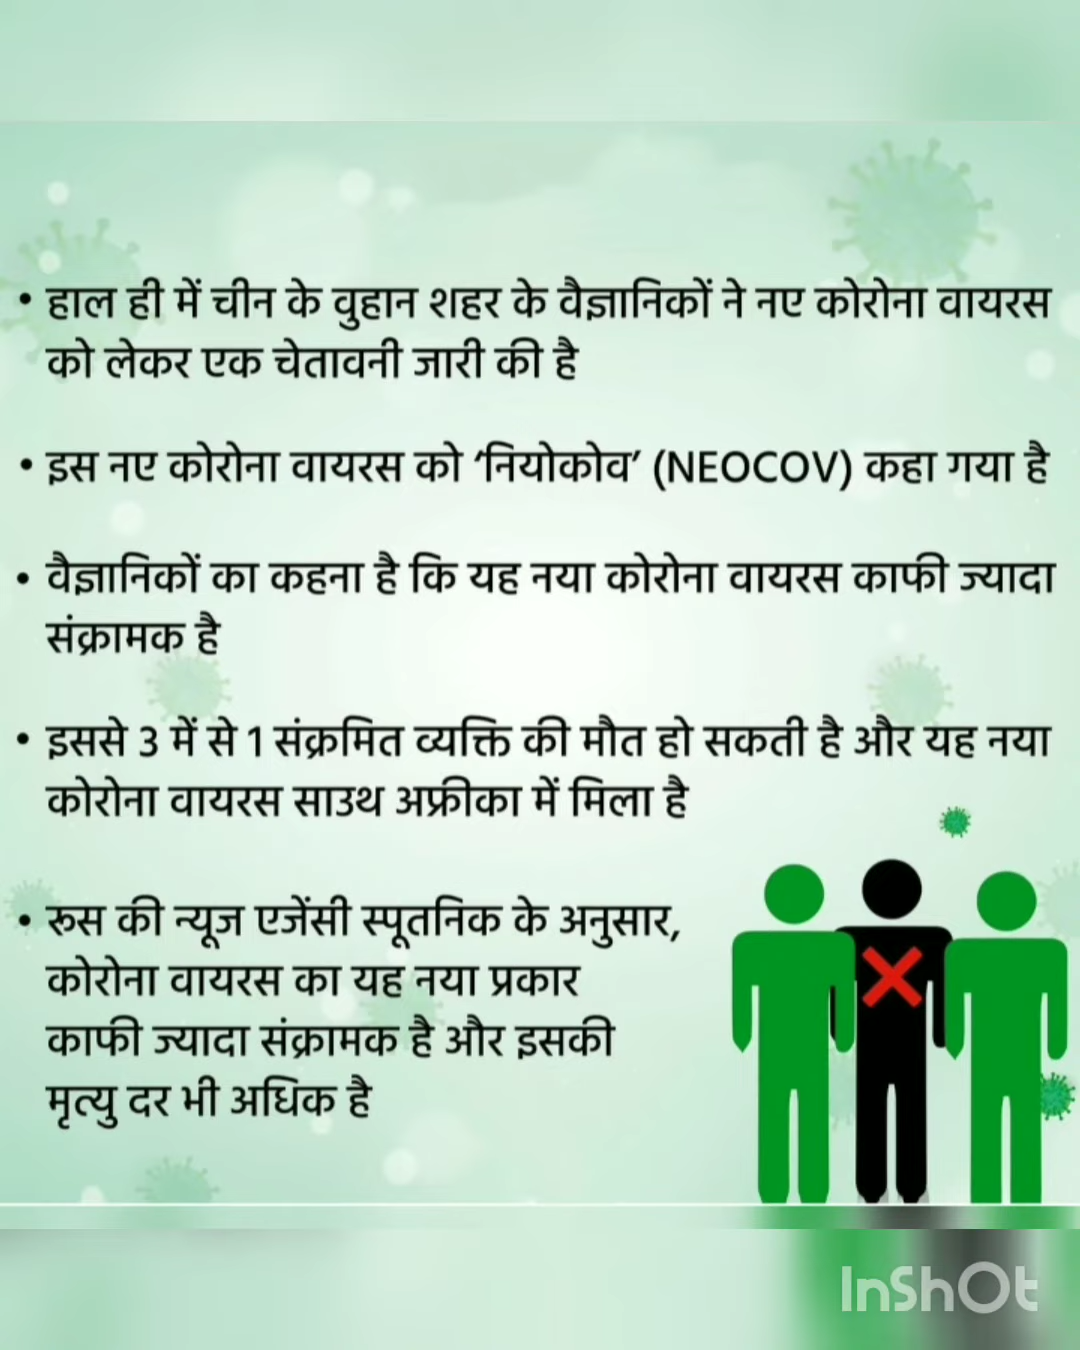 • हाल ही में चीन के वुहान शहर के वैज्ञानिकों ने नए कोरोना वायरस
को लेकर एक चेतावनी जारी की है
• इस नए कोरोना वायरस को ‘नियोकोव’ (NEOCOV) कहा गया है
• वैज्ञानिकों का कहना है कि यह नया कोरोना वायरस काफी ज्यादा
संक्रामक है
• इससे 3 में से 1 संक्रमित व्यक्ति की मौत हो सकती है और यह नया
कोरोना वायरस साउथ अफ्रीका में मिला है
• रूस की न्यूज एजेंसी स्पूतनिक के अनुसार,
कोरोना वायरस का यह नया प्रकार
काफी ज्यादा संक्रामक है और इसकी
मृत्यु दर भी अधिक है
InShOt